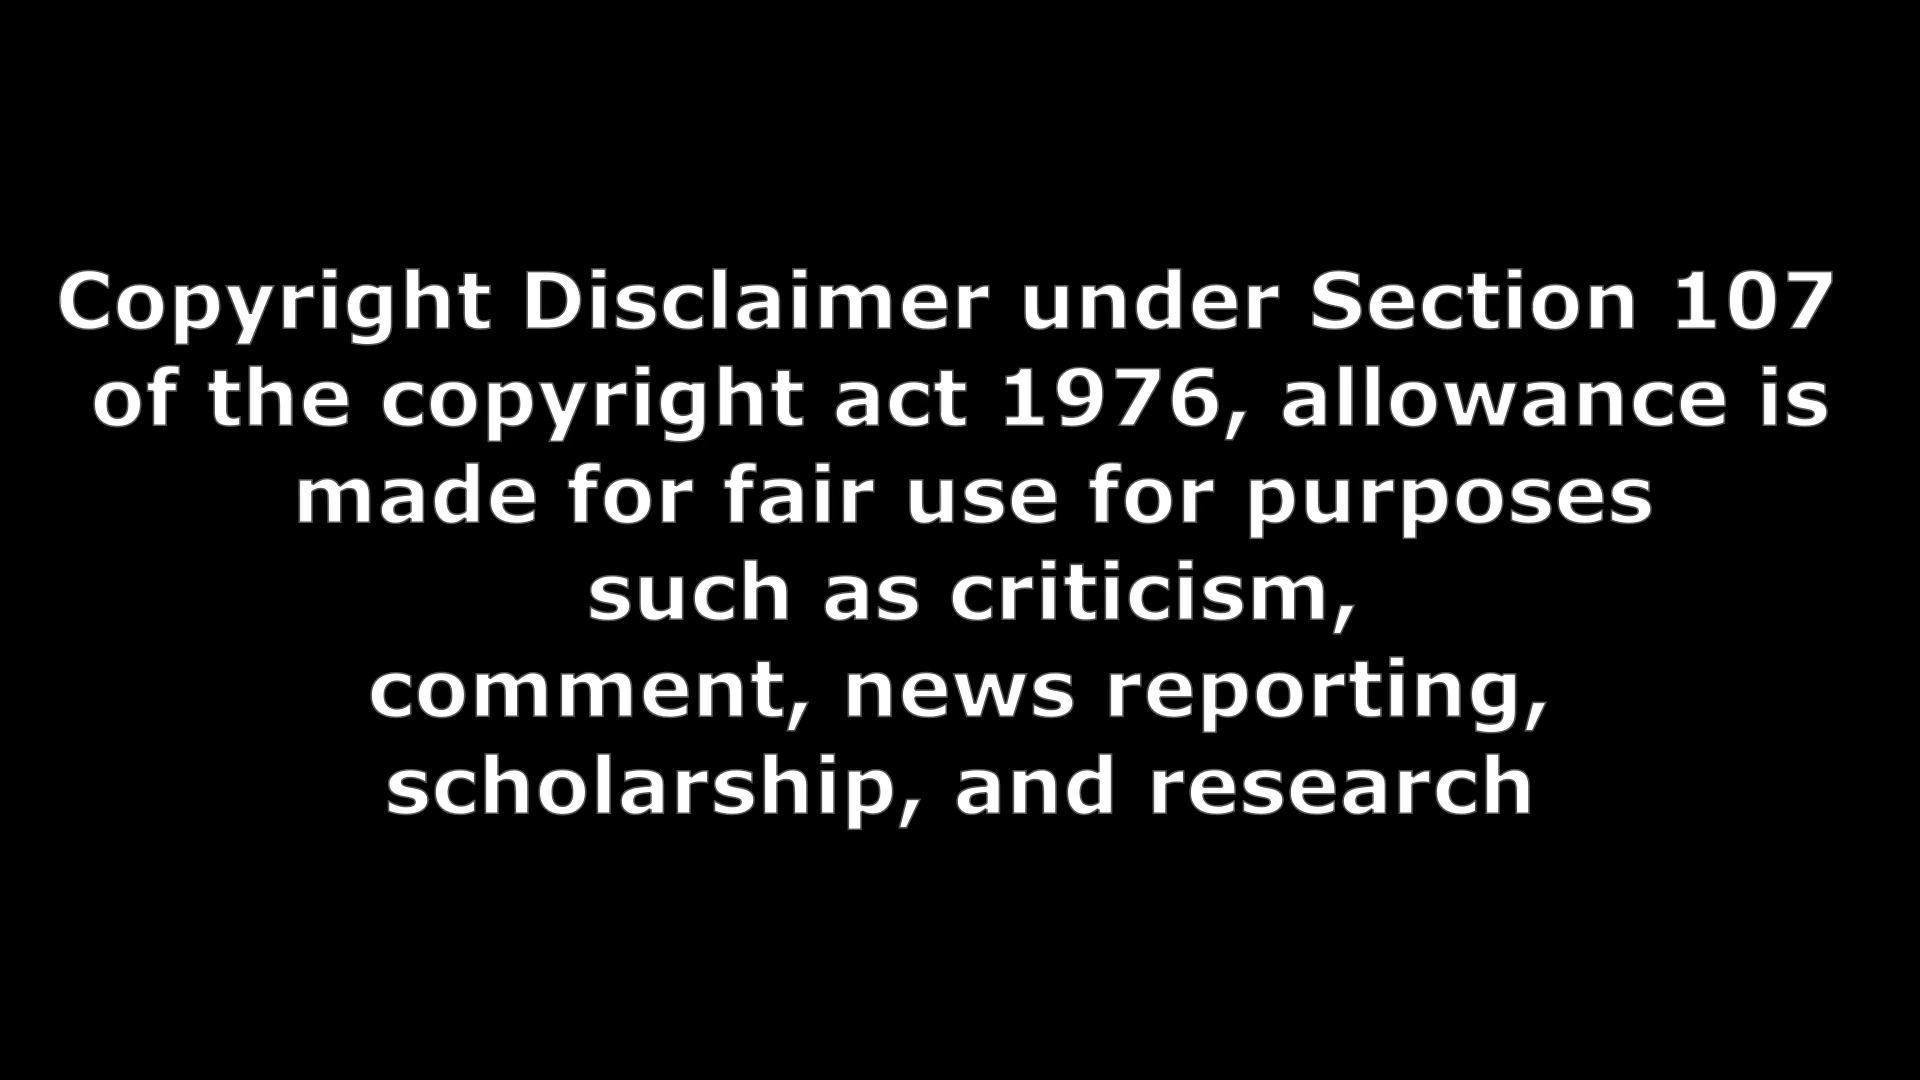 Copyright Disclaimer under Section 107
of the copyright act 1976, allowance is
made for fair use for purposes
such as criticism,
comment, news reporting,
scholarship, and research